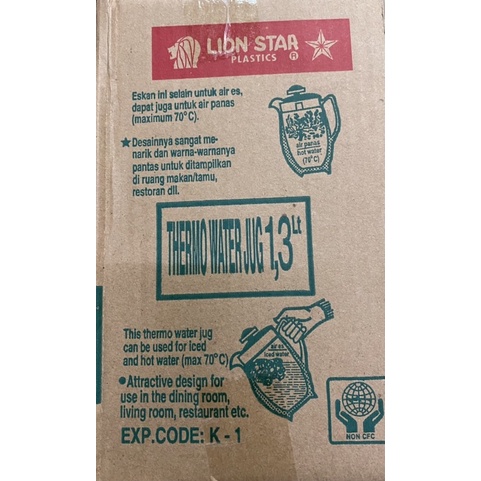 LION STAR
PLASTICS R
Eskan ini selain untuk air es,
dapat juga untuk air panas
(maximum 70°C).
air panas
hot water
(70°C)
★ Desainnya sangat me-
narik dan warna-warnanya
pantas untuk ditampilkan
di ruang makan/tamu,
restoran dll.
THERMO WATER JUG 1,3 Lt
This thermo water jug
can be used for iced
and hot water (max 70°C)
air es
iced water
●Attractive design for
use in the dining room,
living room, restaurant etc.
EXP.CODE: K - 1
NON CFC